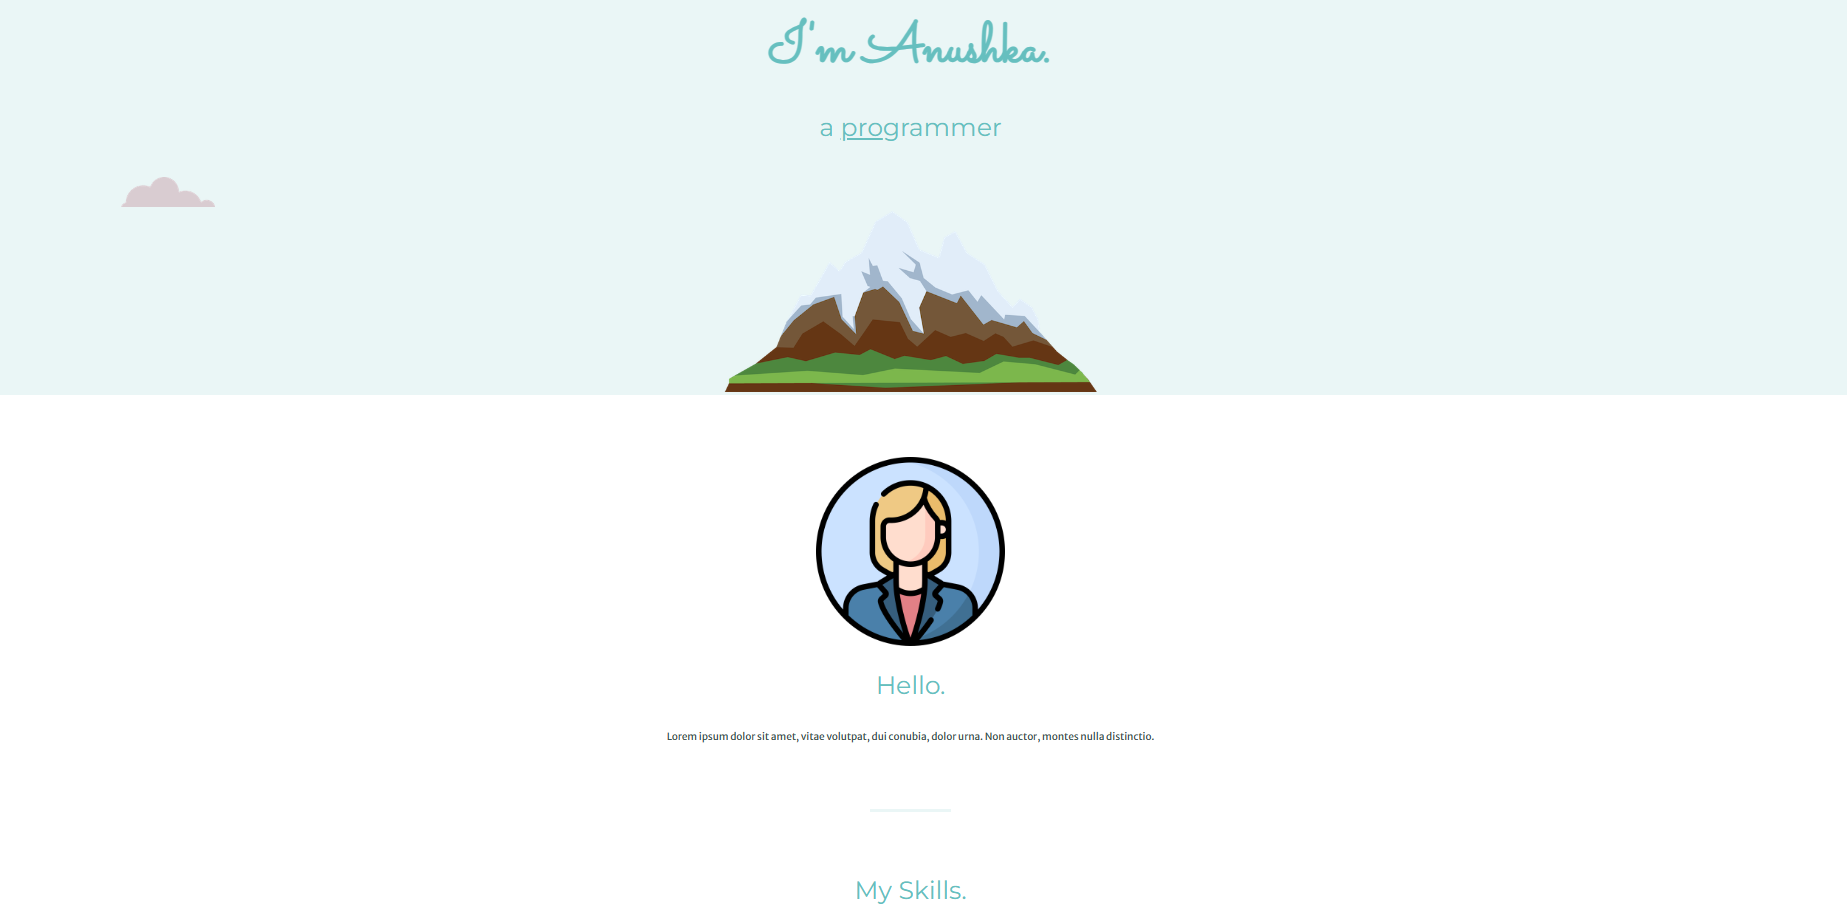 I'm Anushka.
a programmer
Hello.
Lorem ipsum dolor sit amet, vitae volutpat, dui conubia, dolor urna. Non auctor, montes nulla distinctio.
My Skills.